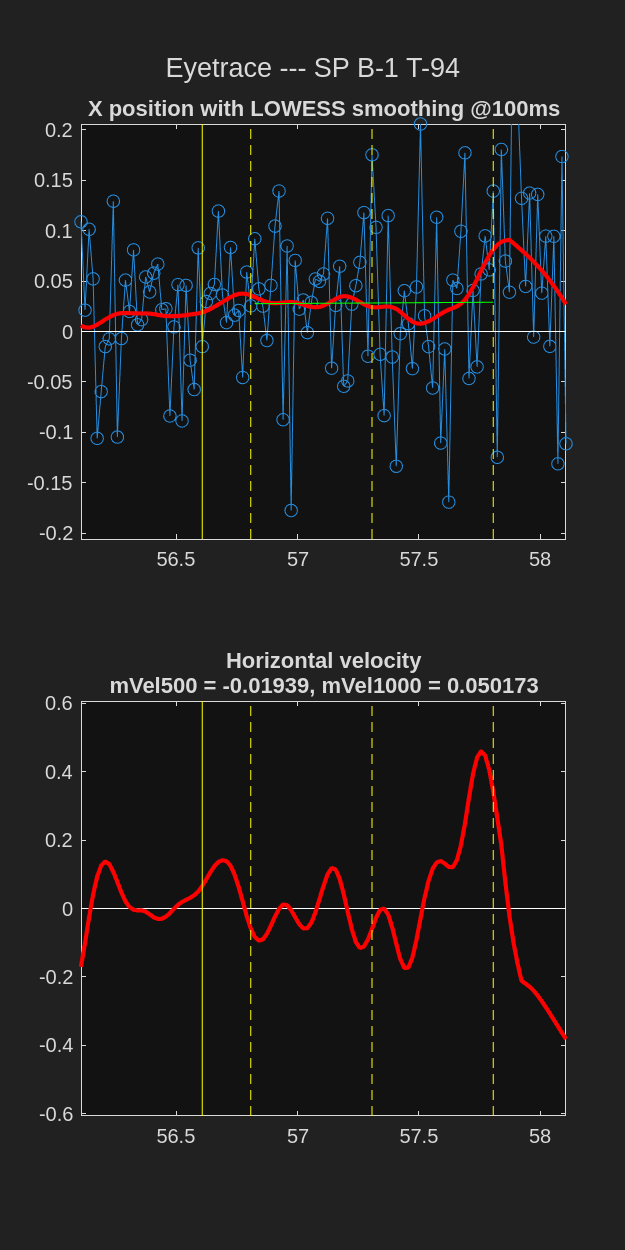 Eyetrace --- SP B-1 T-94
X position with LOWESS smoothing @100ms
0.2
0.15
0.1
0.05
0
-0.05
-0.1
-0.15
-0.2
56.5 57 57.5 58
Horizontal velocity
mVel500 = -0.01939, mVel1000 = 0.050173
0.6
0.4
0.2
0
-0.2
-0.4
-0.6
56.5 57 57.5 58